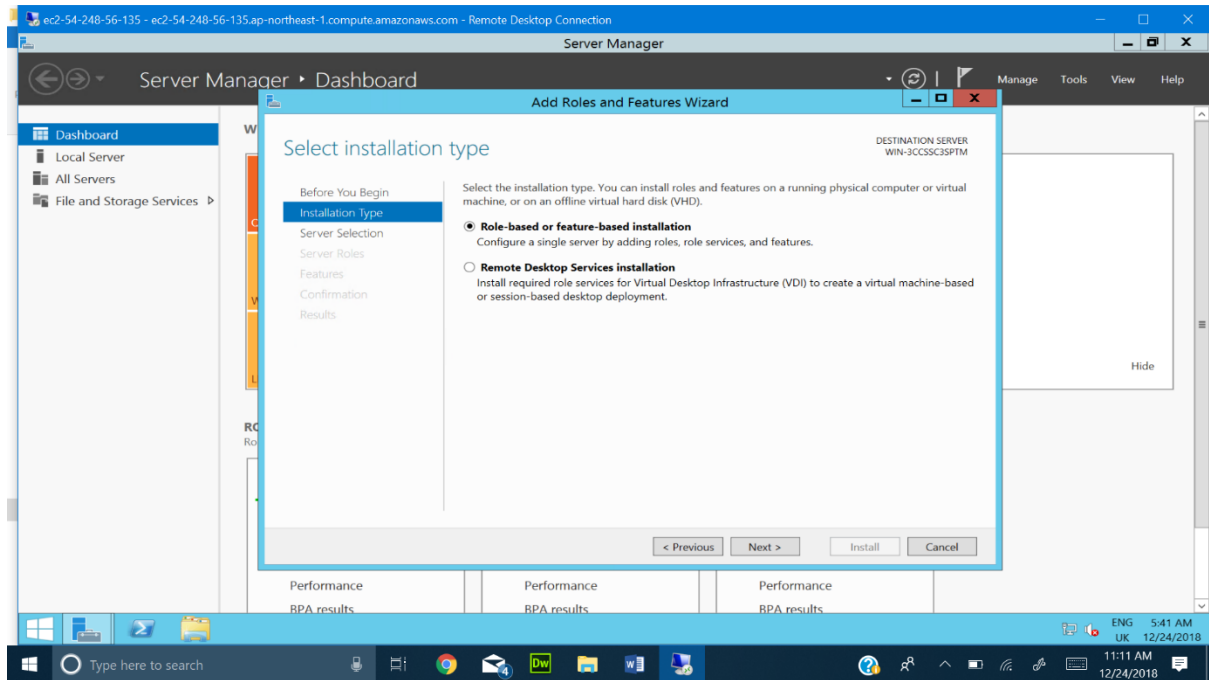 ec2-54-248-56-135 - ec2-54-248-56-135.ap-northeast-1.compute.amazonaws.com - Remote Desktop Connection
Server Manager
Server Manager ‣ Dashboard
Manage Tools View Help
Dashboard
Local Server
All Servers
File and Storage Services
Add Roles and Features Wizard
Select installation type
DESTINATION SERVER
WIN-3CCSSC3SPTM
Before You Begin
Installation Type
Server Selection
Server Roles
Features
Confirmation
Results
Select the installation type. You can install roles and features on a running physical computer or virtual
machine, or on an offline virtual hard disk (VHD).
Role-based or feature-based installation
Configure a single server by adding roles, role services, and features.
Remote Desktop Services installation
Install required role services for Virtual Desktop Infrastructure (VDI) to create a virtual machine-based
or session-based desktop deployment.
< Previous Next > Install Cancel
Hide
Performance Performance Performance
BPA results BPA results BPA results
ENG 5:41 AM
UK 12/24/2018
Type here to search
4
Dw
11:11 AM
12/24/2018